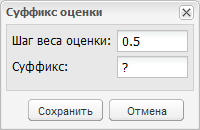 Суффикс оценки
Шаг веса оценки: 0.5
Суффикс: ?
Сохранить Отмена